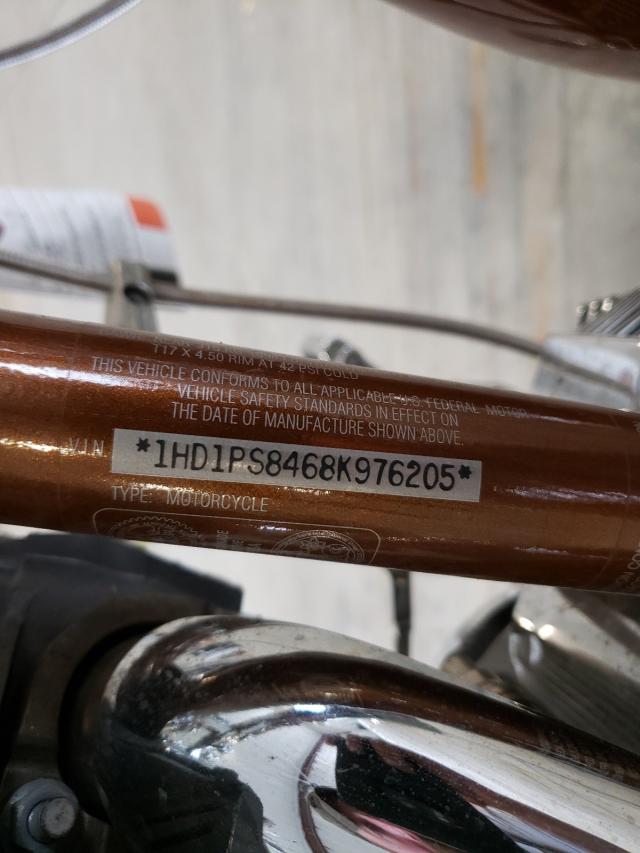 T17 X 4.50 RIM AT 42 PSI COLD
THIS VEHICLE CONFORMS TO ALL APPLICABLE U.S. FEDERAL MOTOR
VEHICLE SAFETY STANDARDS IN EFFECT ON
THE DATE OF MANUFACTURE SHOWN ABOVE.
VIN *1HD1PS8468K976205*
TYPE: MOTORCYCLE